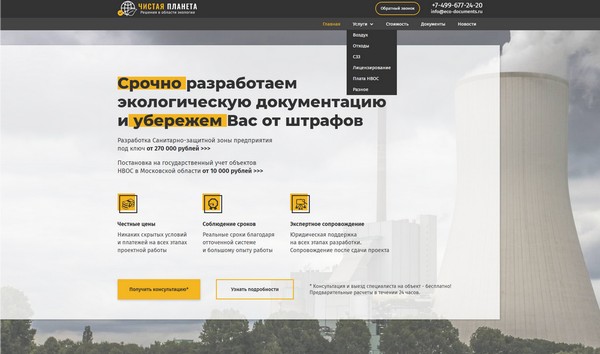 ЧИСТАЯ ПЛАНЕТА
Решения в области экологии
Обратный звонок
+7-499-677-24-20
info@eco-documents.ru
Главная Услуги Стоимость Документы Новости
Воздух
Отходы
СЗЗ
Лицензирование
Плата НВОС
Разное
Срочно разработаем
экологическую документацию
и убережем Вас от штрафов
Разработка Санитарно-защитной зоны предприятия
под ключ от 270 000 рублей >>>
Постановка на государственный учет объектов
НВОС в Московской области от 10 000 рублей >>>
Честные цены
Никаких скрытых условий
и платежей на всех этапах
проектной работы
Соблюдение сроков
Реальные сроки благодаря
отточенной системе
и большому опыту работы
Экспертное сопровождение
Юридическая поддержка
на всех этапах разработки.
Сопровождение после сдачи проекта
Получить консультацию*
Узнать подробности
* Консультация и выезд специалиста на объект - бесплатно!
Предварительные расчеты в течении 24 часов.